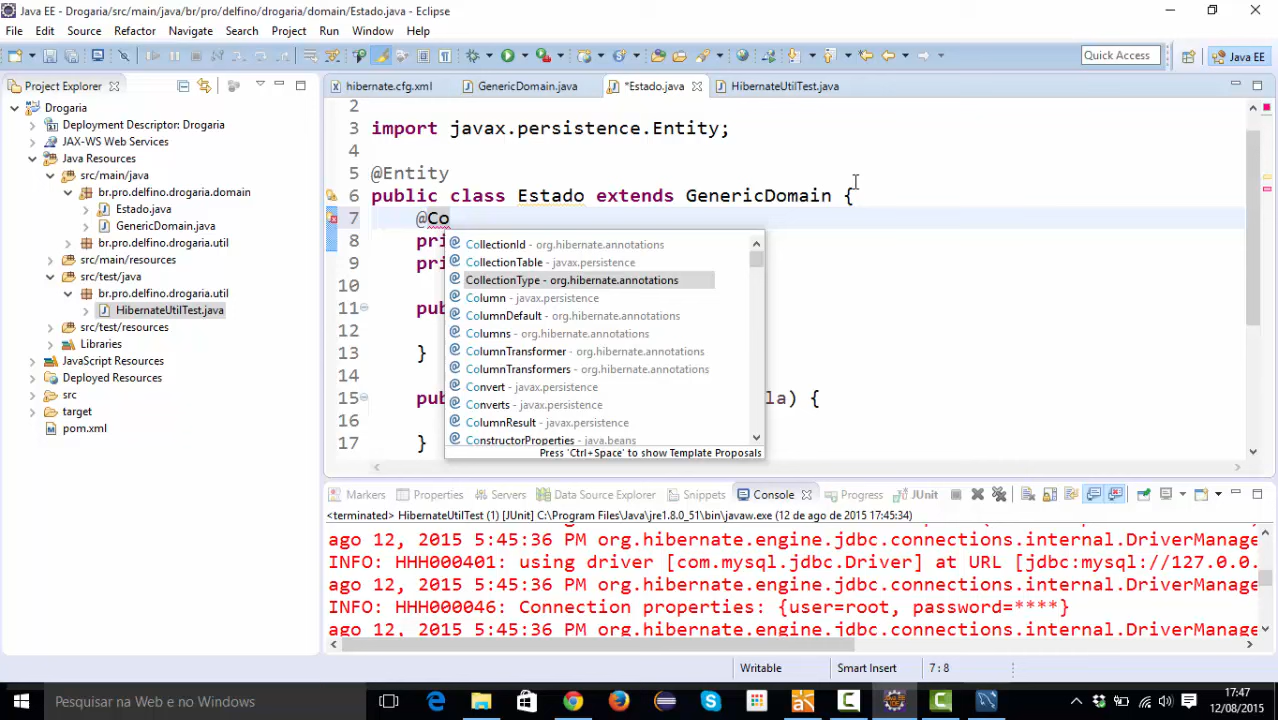 Java EE - Drogaria/src/main/java/br/pro/delfino/drogaria/domain/Estado.java - Eclipse
File Edit Source Refactor Navigate Search Project Run Window Help
Quick Access
Java EE
Project Explorer
hibernate.cfg.xml
GenericDomain.java
*Estado.java
HibernateUtilTest.java
Drogaria
Deployment Descriptor: Drogaria
JAX-WS Web Services
Java Resources
src/main/java
br.pro.delfino.drogaria.domain
Estado.java
GenericDomain.java
br.pro.delfino.drogaria.util
src/main/resources
src/test/java
br.pro.delfino.drogaria.util
HibernateUtilTest.java
src/test/resources
Libraries
JavaScript Resources
Deployed Resources
src
target
pom.xml
2
3 import javax.persistence.Entity;
4
5 @Entity
6 public class Estado extends GenericDomain {
7 @Co
8 pri
9 pri
10
11 pu
12
13 }
14
15 pu la) {
16
17 }
CollectionId - org.hibernate.annotations
CollectionTable - javax.persistence
CollectionType - org.hibernate.annotations
Column - javax.persistence
ColumnDefault - org.hibernate.annotations
Columns - org.hibernate.annotations
ColumnTransformer - org.hibernate.annotations
ColumnTransformers - org.hibernate.annotations
Convert - javax.persistence
Converts - javax.persistence
ColumnResult - javax.persistence
ConstructorProperties - java.beans
Press 'Ctrl+Space' to show Template Proposals
Markers Properties Servers Data Source Explorer Snippets Console Progress JUnit
<terminated> HibernateUtilTest (1) [JUnit] C:\Program Files\Java\jre1.8.0_51\bin\javaw.exe (12 de ago de 2015 17:45:34)
ago 12, 2015 5:45:36 PM org.hibernate.engine.jdbc.connections.internal.DriverManage
INFO: HHH000401: using driver [com.mysql.jdbc.Driver] at URL [jdbc:mysql://127.0.0.
ago 12, 2015 5:45:36 PM org.hibernate.engine.jdbc.connections.internal.DriverManage
INFO: HHH000046: Connection properties: {user=root, password=****}
ago 12, 2015 5:45:36 PM org.hibernate.engine.jdbc.connections.internal.DriverManage
Writable Smart Insert 7 : 8
Pesquisar na Web e no Windows
17:47
12/08/2015